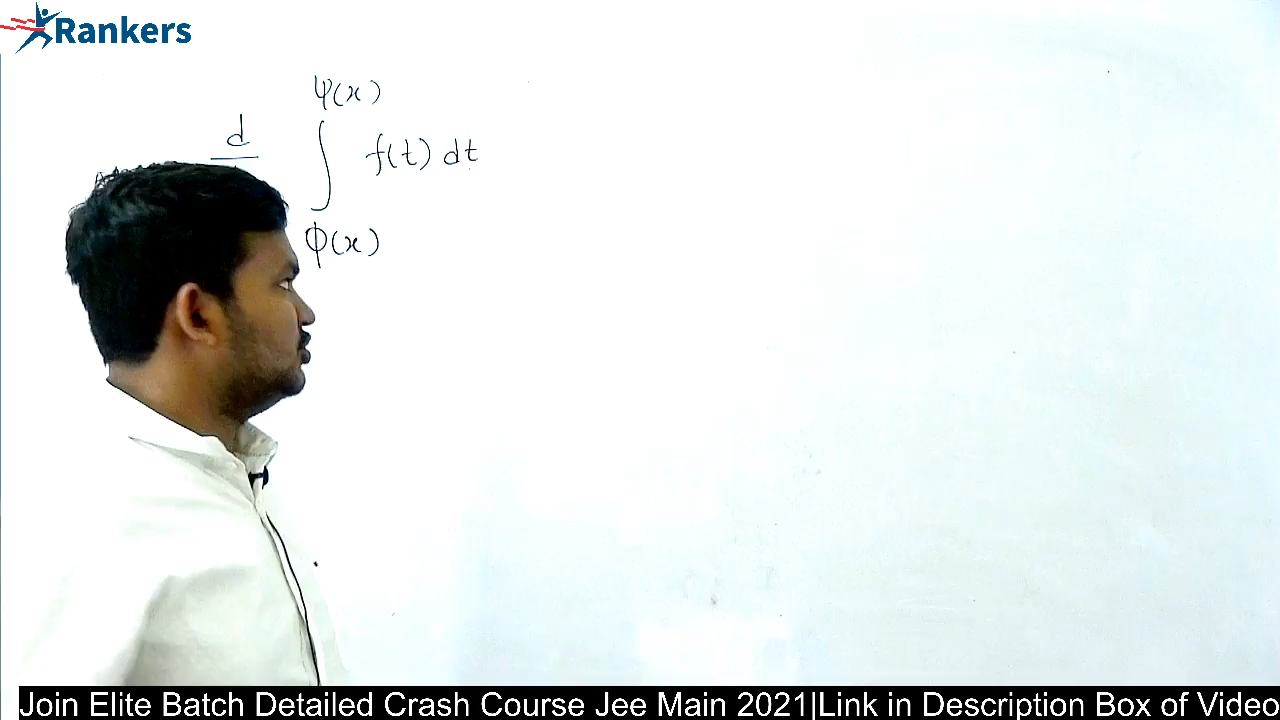 Rankers
ψ(x)
d
∫ f(t) dt
ϕ(x)
Join Elite Batch Detailed Crash Course Jee Main 2021|Link in Description Box of Video